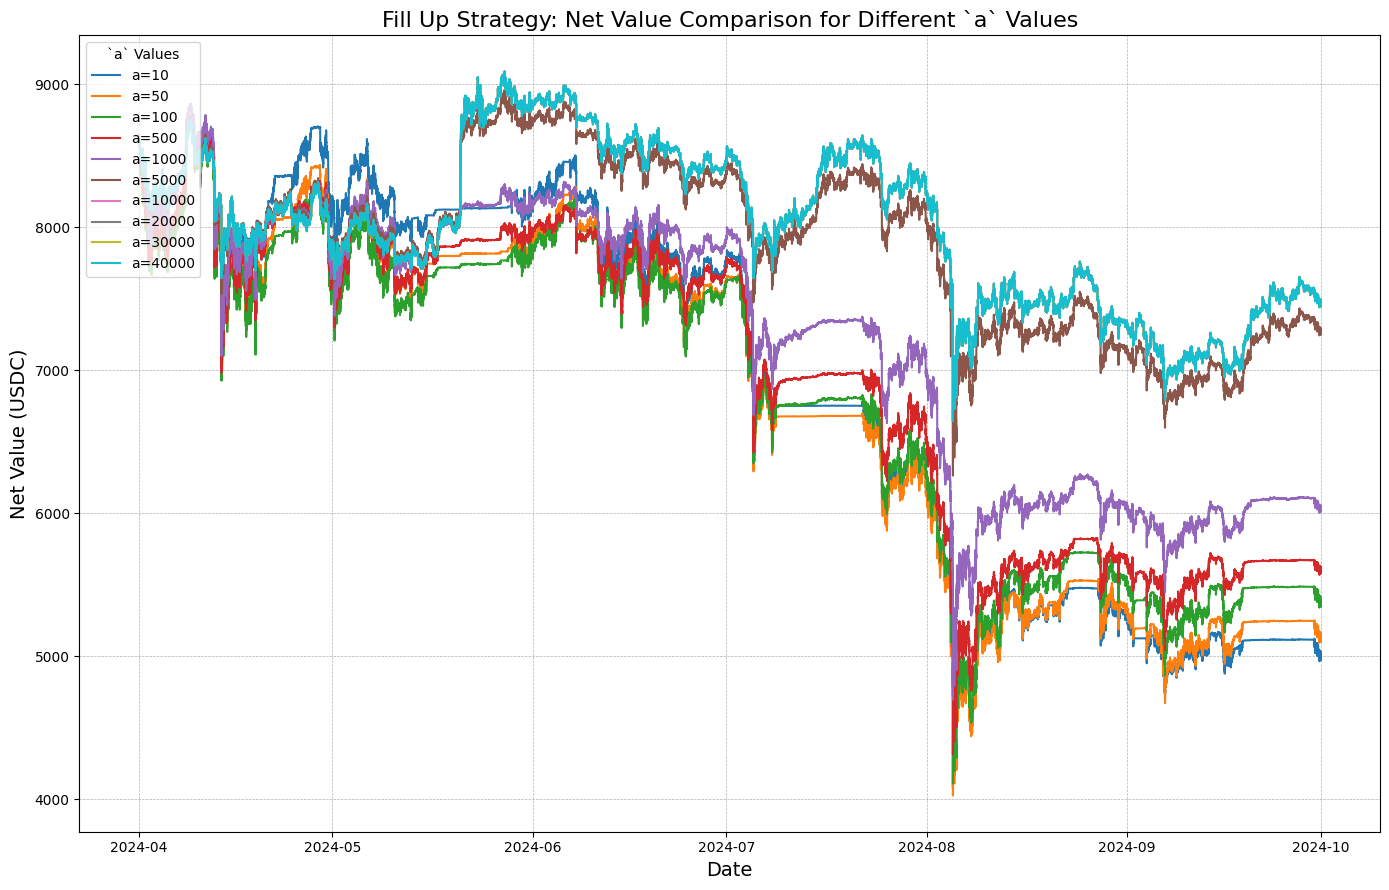 Fill Up Strategy: Net Value Comparison for Different `a` Values
`a` Values
a=10
a=50
a=100
a=500
a=1000
a=5000
a=10000
a=20000
a=30000
a=40000
Net Value (USDC)
9000
8000
7000
6000
5000
4000
2024-04
2024-05
2024-06
2024-07
2024-08
2024-09
2024-10
Date